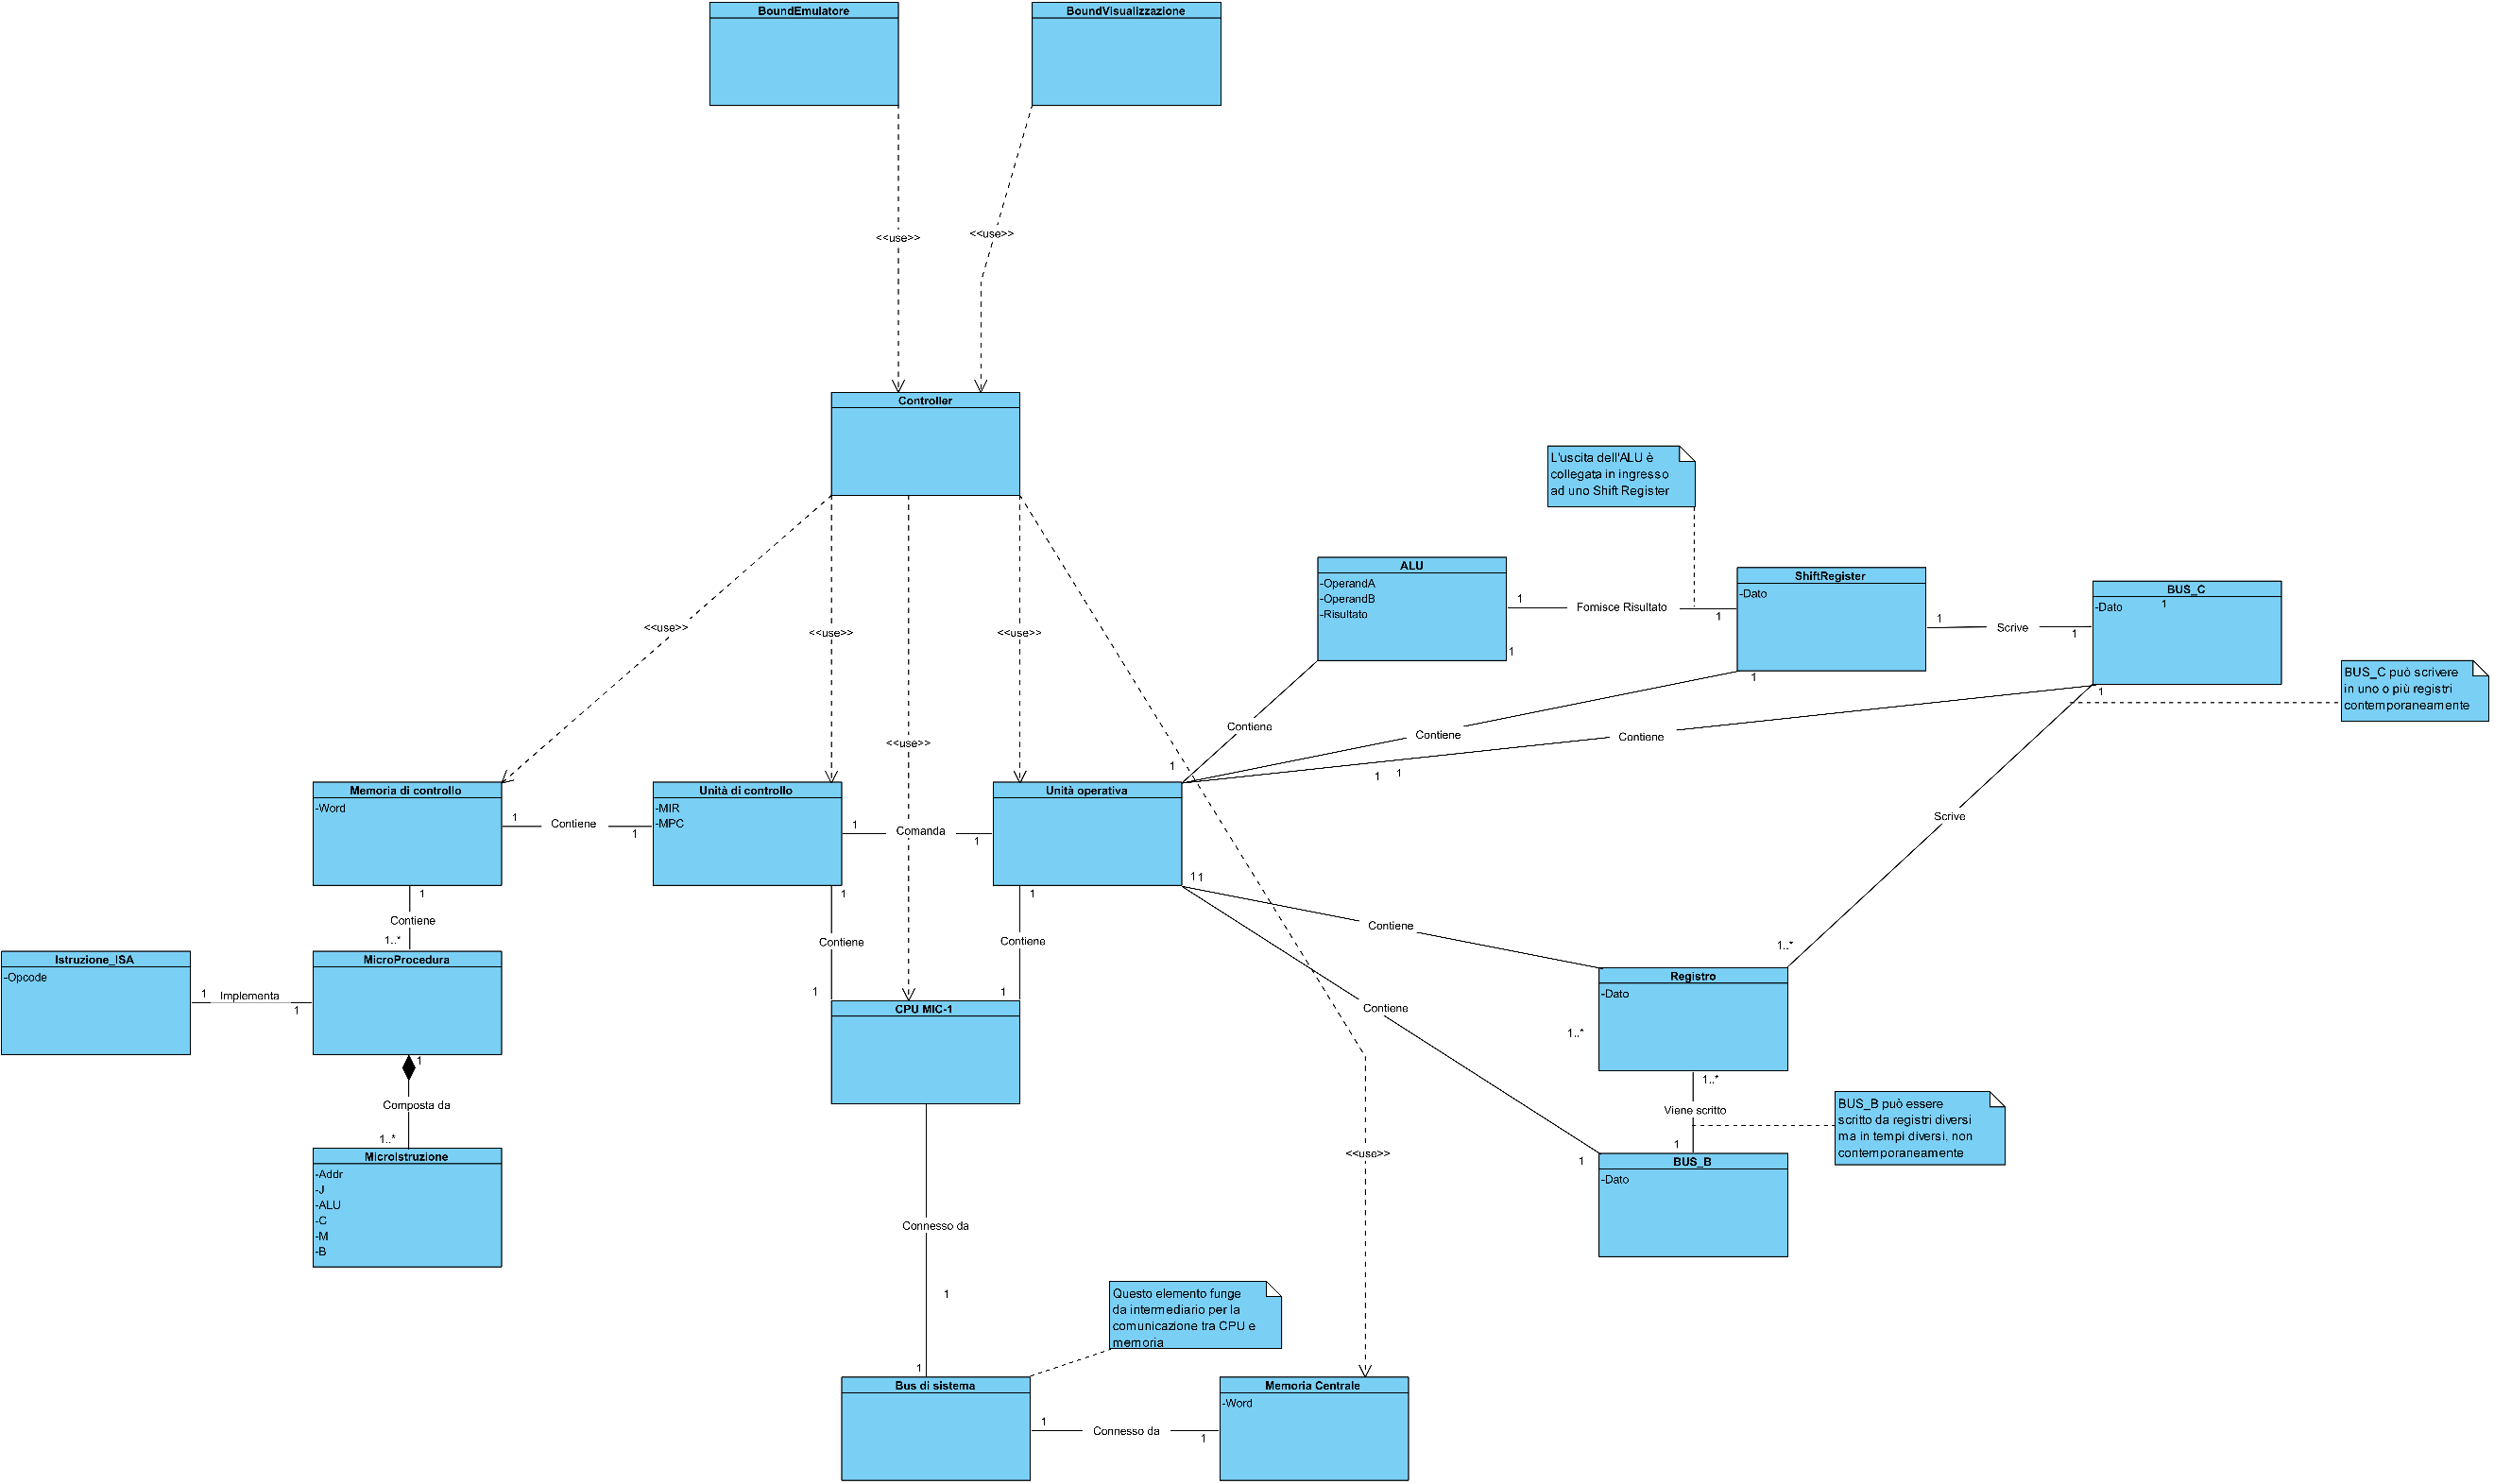 BoundEmulatore
BoundVisualizzazione
<<use>>
<<use>>
Controller
L'uscita dell'ALU è
collegata in ingresso
ad uno Shift Register
<<use>>
<<use>>
<<use>>
<<use>>
<<use>>
ALU
-OperandA
-OperandB
-Risultato
1
Fornisce Risultato
1
1
ShiftRegister
-Dato
1
Scrive
1
BUS_C
-Dato
1
BUS_C può scrivere
in uno o più registri
contemporaneamente
Contiene
1
Contiene
1
1
Contiene
1
1
Scrive
1..*
Memoria di controllo
-Word
1
Contiene
1
Unità di controllo
-MIR
-MPC
1
Comanda
1
Unità operativa
1
Contiene
1..*
1
Contiene
1
1
Contiene
1
1
1
Contiene
1..*
Contiene
1
Istruzione_ISA
-Opcode
1
Implementa
1
MicroProcedura
1
Composta da
1..*
MicroIstruzione
-Addr
-J
-ALU
-C
-M
-B
CPU MIC-1
Registro
-Dato
1..*
Viene scritto
1
BUS_B può essere
scritto da registri diversi
ma in tempi diversi, non
contemporaneamente
BUS_B
-Dato
Connesso da
1
1
Questo elemento funge
da intermediario per la
comunicazione tra CPU e
memoria
Bus di sistema
1
Connesso da
1
Memoria Centrale
-Word